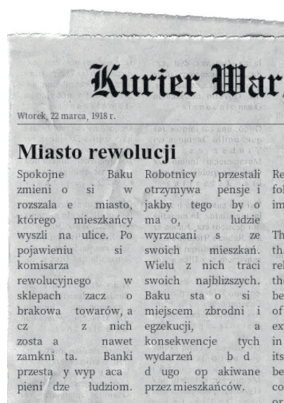 Kurier War
Wtorek, 22 marca, 1918 r.
Miasto rewolucji
Spokojne Baku
zmieni o si w
rozszala e miasto,
którego mieszkańcy
wyszli na ulice. Po
pojawieniu si
komisarza
rewolucyjnego w
sklepach zacz o
brakowa towarów, a
cz z nich
zosta a nawet
zamkni ta. Banki
przesta y wyp aca
pieni dze ludziom.
Robotnicy przestali
otrzymywa pensje i
jakby tego by o
ma o, ludzie
wyrzucani s ze
swoich mieszkań.
Wielu z nich traci
swoich najbliższych.
Baku sta o si
miejscem zbrodni i
egzekucji, a
konsekwencje tych
wydarzeń b d
d ugo op akiwane
przez mieszkańców.